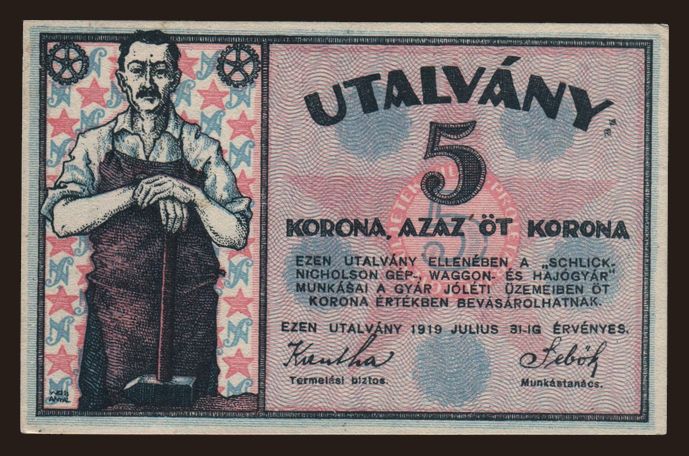 UTALVÁNY
5
KORONA, AZAZ ÖT KORONA
EZEN UTALVÁNY ELLENÉBEN A „SCHLICK-
NICHOLSON GÉP-, WAGGON- ÉS HAJÓGYÁR"
MUNKÁSAI A GYÁR JÓLÉTI ÜZEMEIBEN ÖT
KORONA ÉRTÉKBEN BEVÁSÁROLHATNAK.
EZEN UTALVÁNY 1919 JULIUS 31-IG ÉRVÉNYES.
Sebők
Termelési biztos.
Munkástanács.